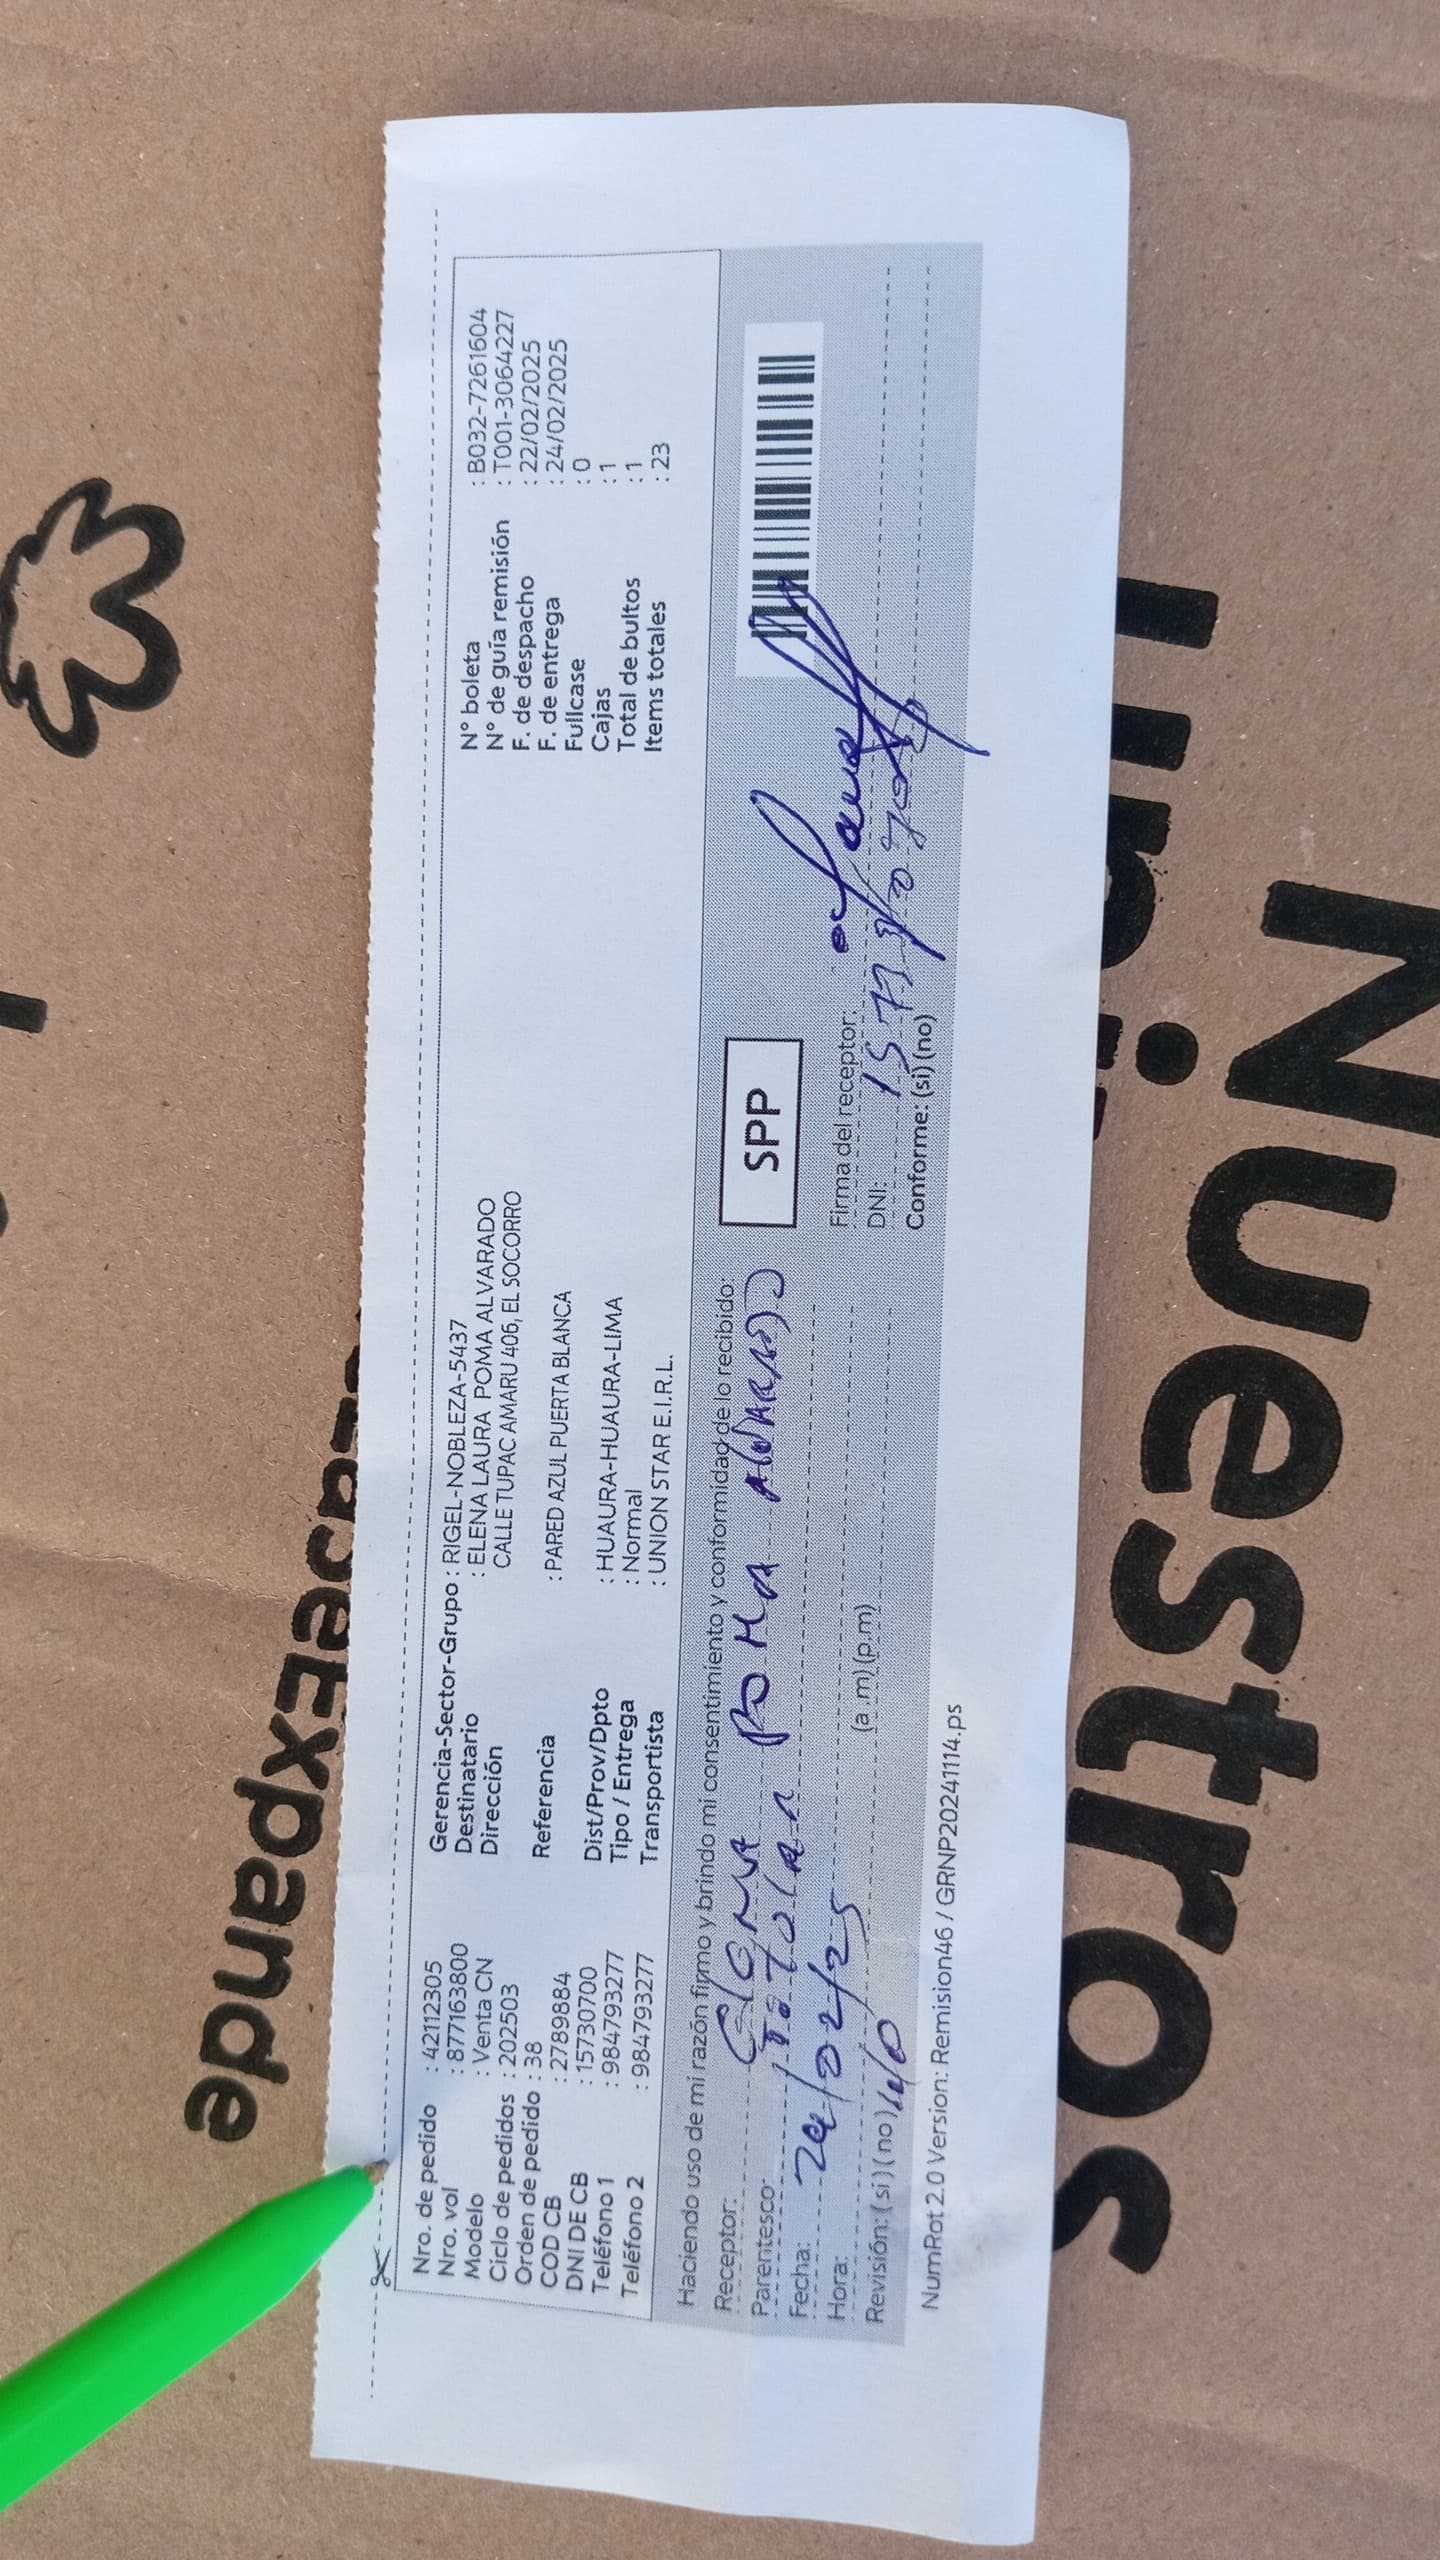 Nro. de pedido : 42112305
Nro. vol : 877163800
Modelo : Venta CN
Ciclo de pedidos : 202503
Orden de pedido : 38
COD CB : 2789884
DNI DE CB : 15730700
Teléfono 1 : 984793277
Teléfono 2 : 984793277
Gerencia-Sector-Grupo : RIGEL-NOBLEZA-5437
Destinatario : ELENA LAURA POMA ALVARADO
Dirección CALLE TUPAC AMARU 406, EL SOCORRO
Referencia : PARED AZUL PUERTA BLANCA
Dist/Prov/Dpto : HUAURA-HUAURA-LIMA
Tipo / Entrega : Normal
Transportista : UNION STAR E.I.R.L.
N° boleta : B032-7261604
N° de guía remisión : T001-3064227
F. de despacho : 22/02/2025
F. de entrega : 24/02/2025
Fullcase : 0
Cajas : 1
Total de bultos : 1
Items totales : 23
Haciendo uso de mi razón firmo y brindo mi consentimiento y conformidad de lo recibido:
Receptor: POMA ALVARADO
Parentesco: Titular
Fecha: 24/02/25
Hora: (a .m) (p.m)
Revisión: (si) (no)
SPP
Firma del receptor:
DNI:
Conforme: (si) (no)
NumRot 2.0 Version: Remision46 / GRNP20241114.ps
Expande
Nuestros